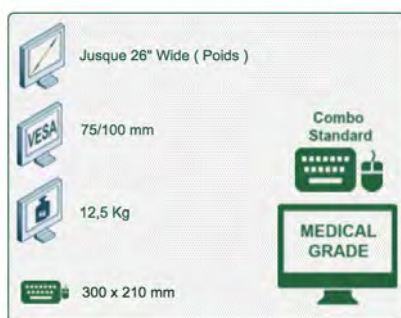 Jusque 26" Wide ( Poids )
VESA
75/100 mm
12,5 Kg
300 x 210 mm
Combo
Standard
MEDICAL
GRADE